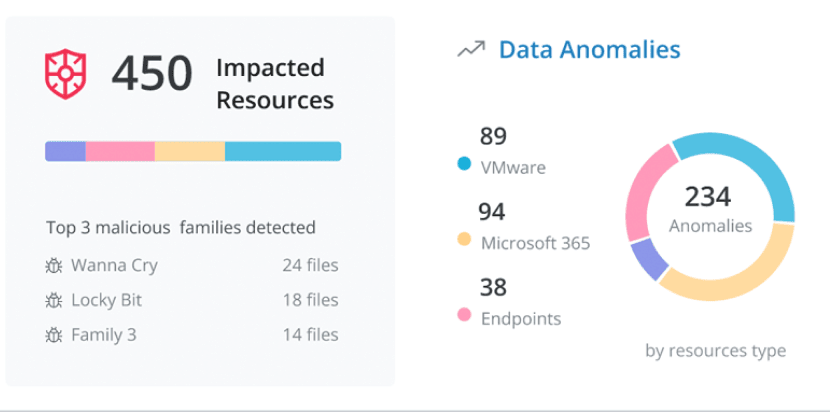 450 Impacted
Resources
Top 3 malicious families detected
Wanna Cry 24 files
Locky Bit 18 files
Family 3 14 files
Data Anomalies
89
VMware
94
Microsoft 365
38
Endpoints
234
Anomalies
by resources type